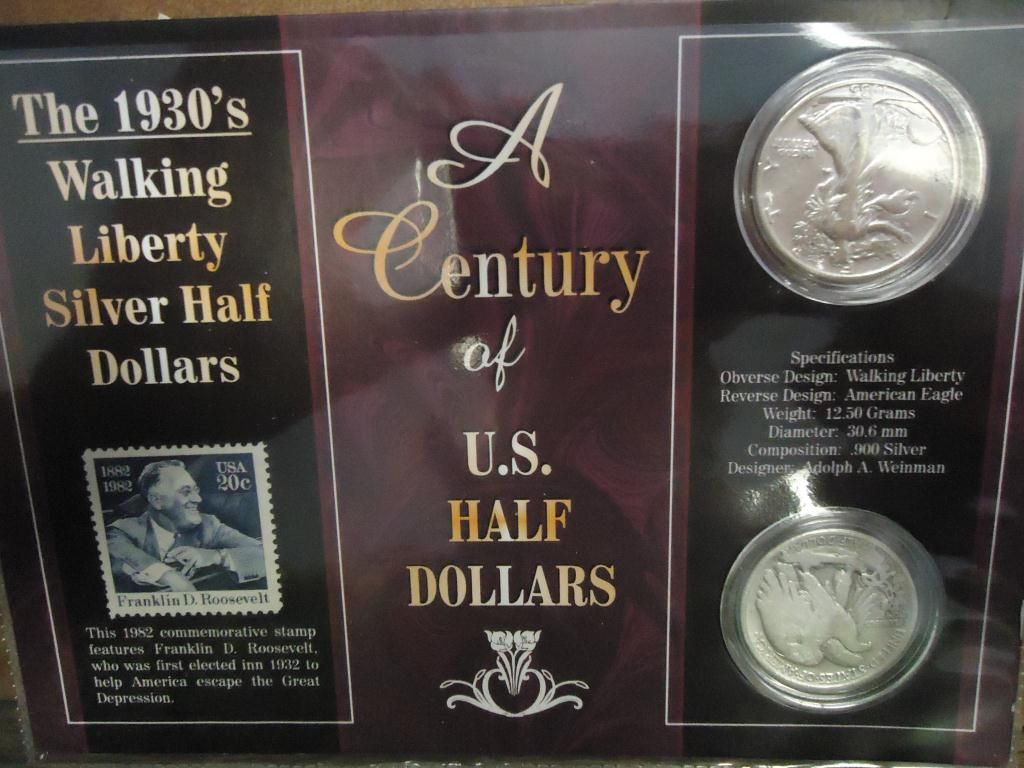 The 1930's
Walking
Liberty
Silver Half
Dollars
1882
1982
USA
20c
Franklin D. Roosevelt
This 1982 commemorative stamp
features Franklin D. Roosevelt,
who was first elected inn 1932 to
help America escape the Great
Depression.
A
Century
of
U.S.
HALF
DOLLARS
Specifications
Obverse Design: Walking Liberty
Reverse Design: American Eagle
Weight: 12.50 Grams
Diameter: 30.6 mm
Composition: .900 Silver
Designer: Adolph A. Weinman